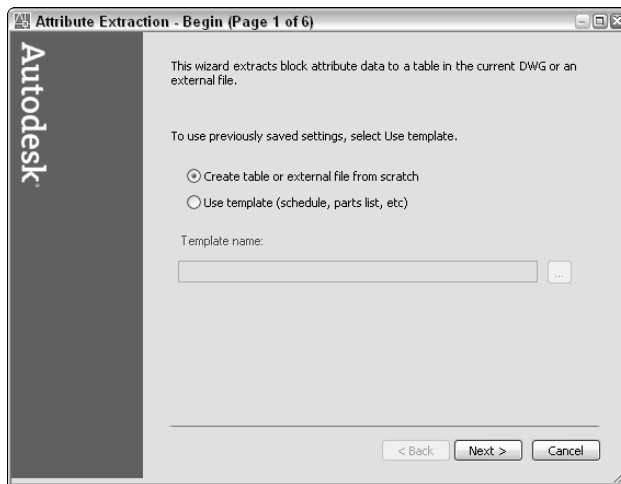 Attribute Extraction - Begin (Page 1 of 6)
Autodesk
This wizard extracts block attribute data to a table in the current DWG or an
external file.
To use previously saved settings, select Use template.
Create table or external file from scratch
Use template (schedule, parts list, etc)
Template name:
...
< Back
Next >
Cancel